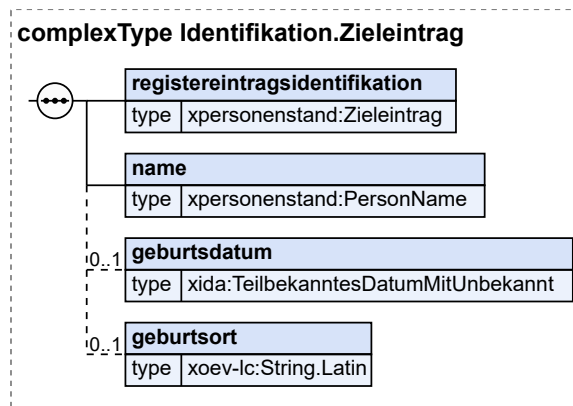 complexType Identifikation.Zieleintrag
registereintragsidentifikation
type xpersonenstand:Zieleintrag
name
type xpersonenstand:PersonName
0..1 geburtsdatum
type xida:TeilbekanntesDatumMitUnbekannt
0..1 geburtsort
type xoev-lc:String.Latin